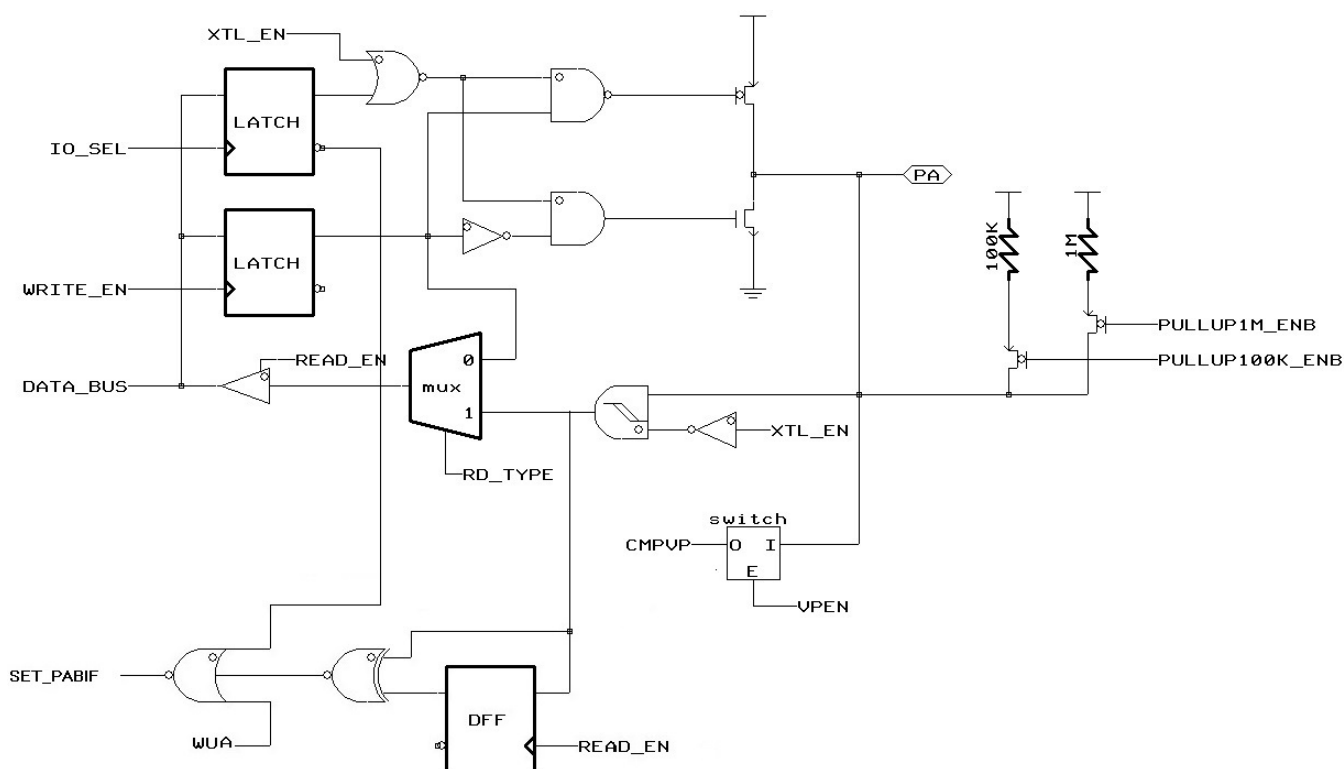 XTL_EN
LATCH
IO_SEL
PA
LATCH
WRITE_EN
100K
1M
PULLUP1M_ENB
READ_EN
0
PULLUP100K_ENB
DATA_BUS
mux
1
XTL_EN
RD_TYPE
switch
CMPVP
O I
E
VPEN
SET_PABIF
DFF
WUA
READ_EN